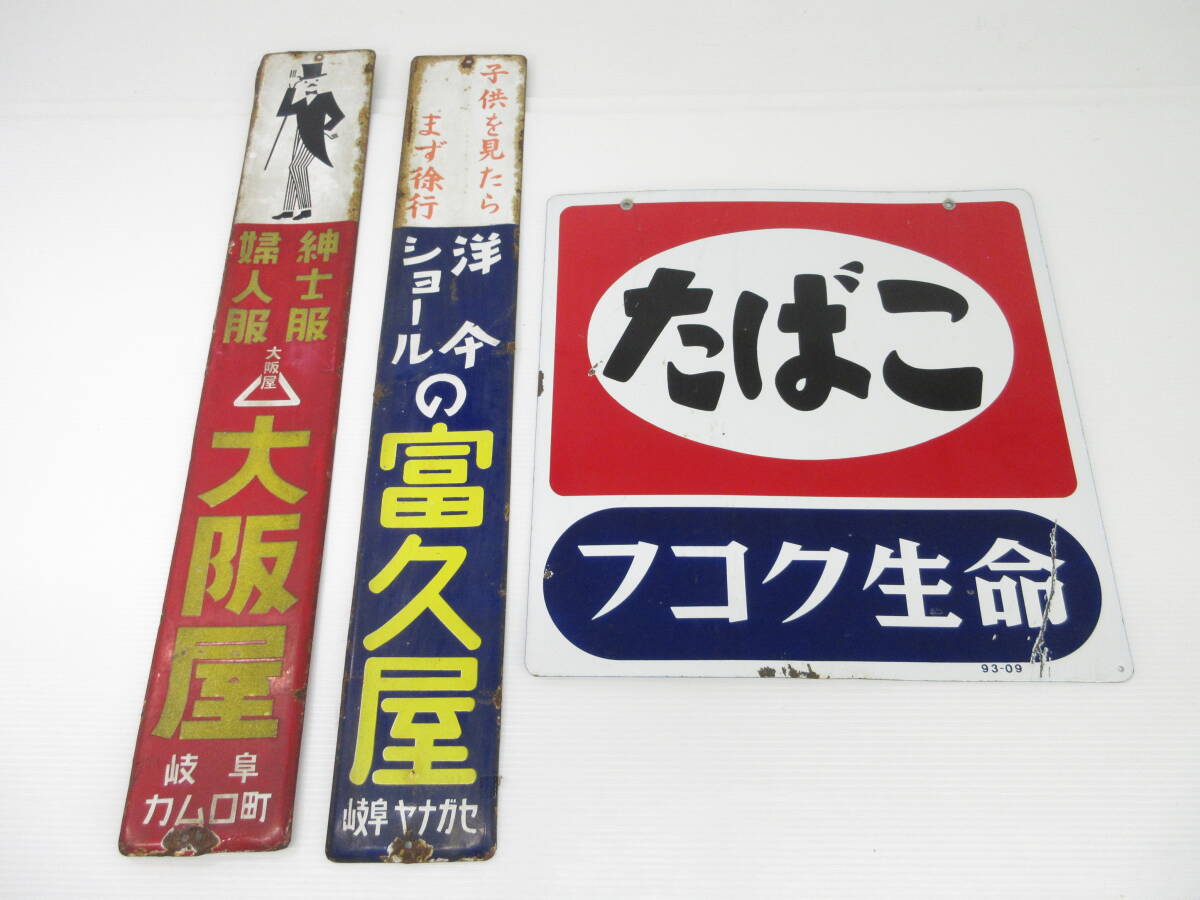 紳士服
婦人服
大阪屋
大阪屋
岐阜
カムロ町
子供を見たら
まず徐行
洋傘
ショール
の
富久屋
岐阜ヤナガセ
たばこ
フコク生命
93-09